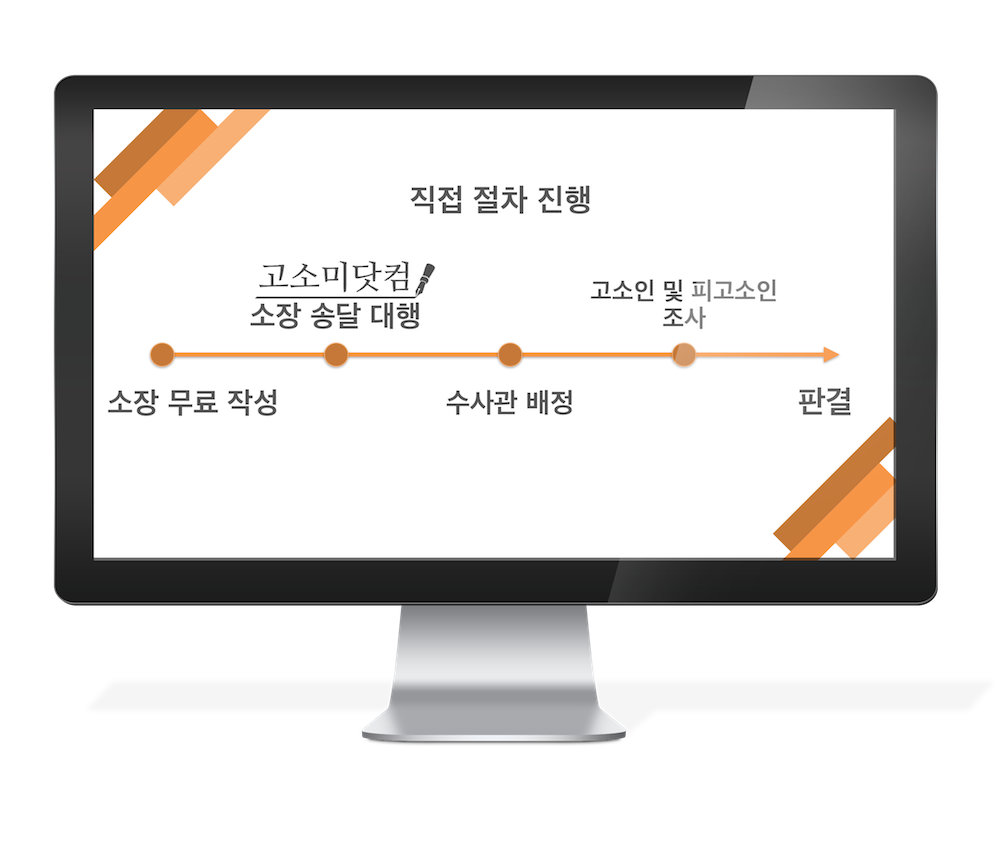 직접 절차 진행
고소미닷컴
소장 송달 대행
고소인 및 피고소인
조사
소장 무료 작성
수사관 배정
판결